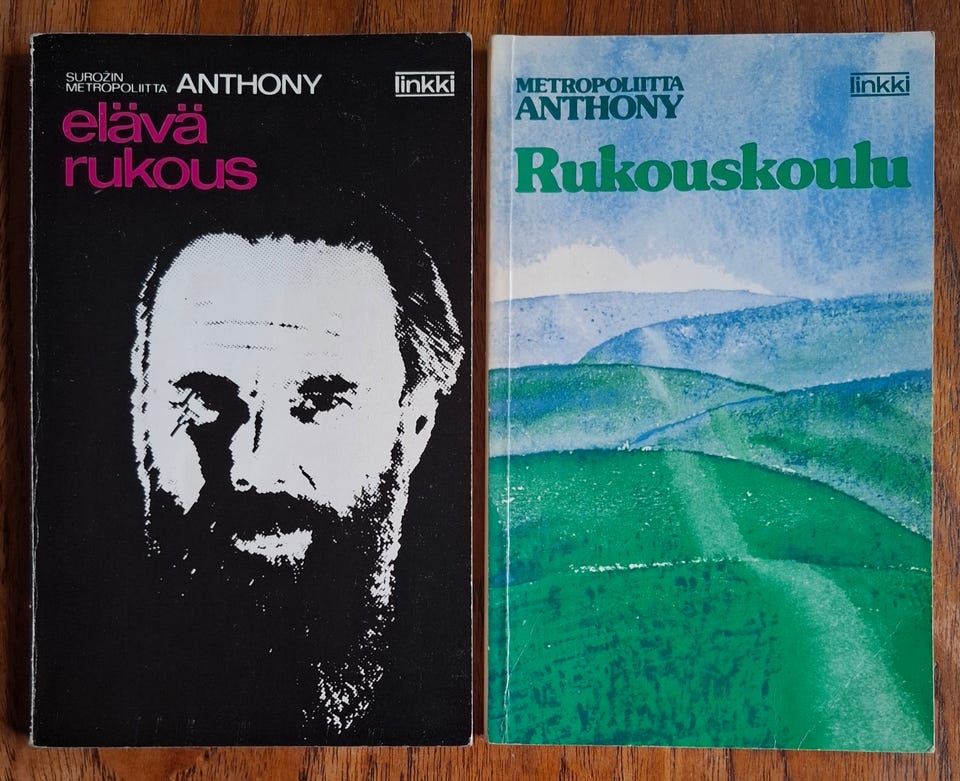 SUROŽIN
METROPOLIITTA ANTHONY
linkki
elävä
rukous
METROPOLIITTA
ANTHONY
linkki
Rukouskoulu